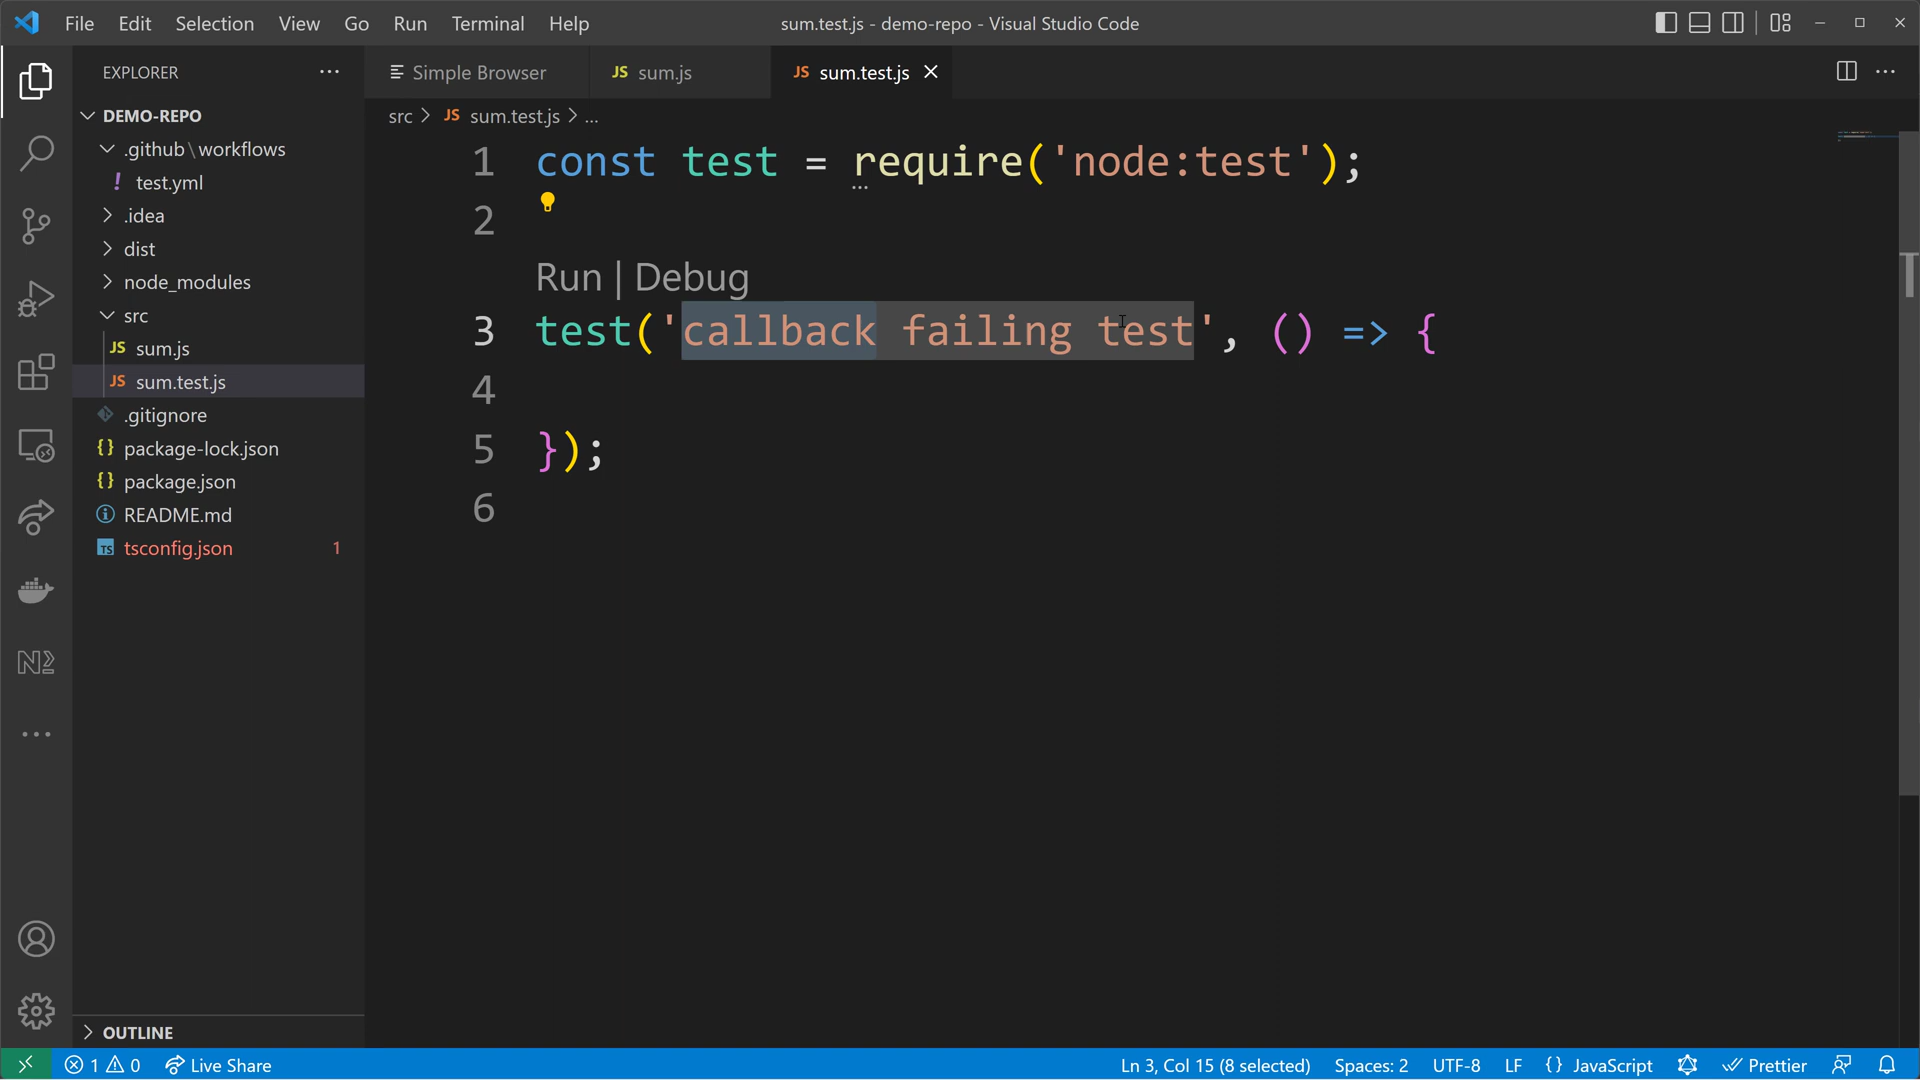 File Edit Selection View Go Run Terminal Help
sum.test.js - demo-repo - Visual Studio Code
EXPLORER
DEMO-REPO
.github\workflows
! test.yml
.idea
dist
node_modules
src
JS sum.js
JS sum.test.js
.gitignore
{} package-lock.json
{} package.json
README.md
TS tsconfig.json 1
OUTLINE
Simple Browser JS sum.js JS sum.test.js
src > JS sum.test.js > ...
1 const test = require('node:test');
2
Run | Debug
3 test('callback failing test', () => {
4
5 });
6
1 0 Live Share Ln 3, Col 15 (8 selected) Spaces: 2 UTF-8 LF {} JavaScript Prettier